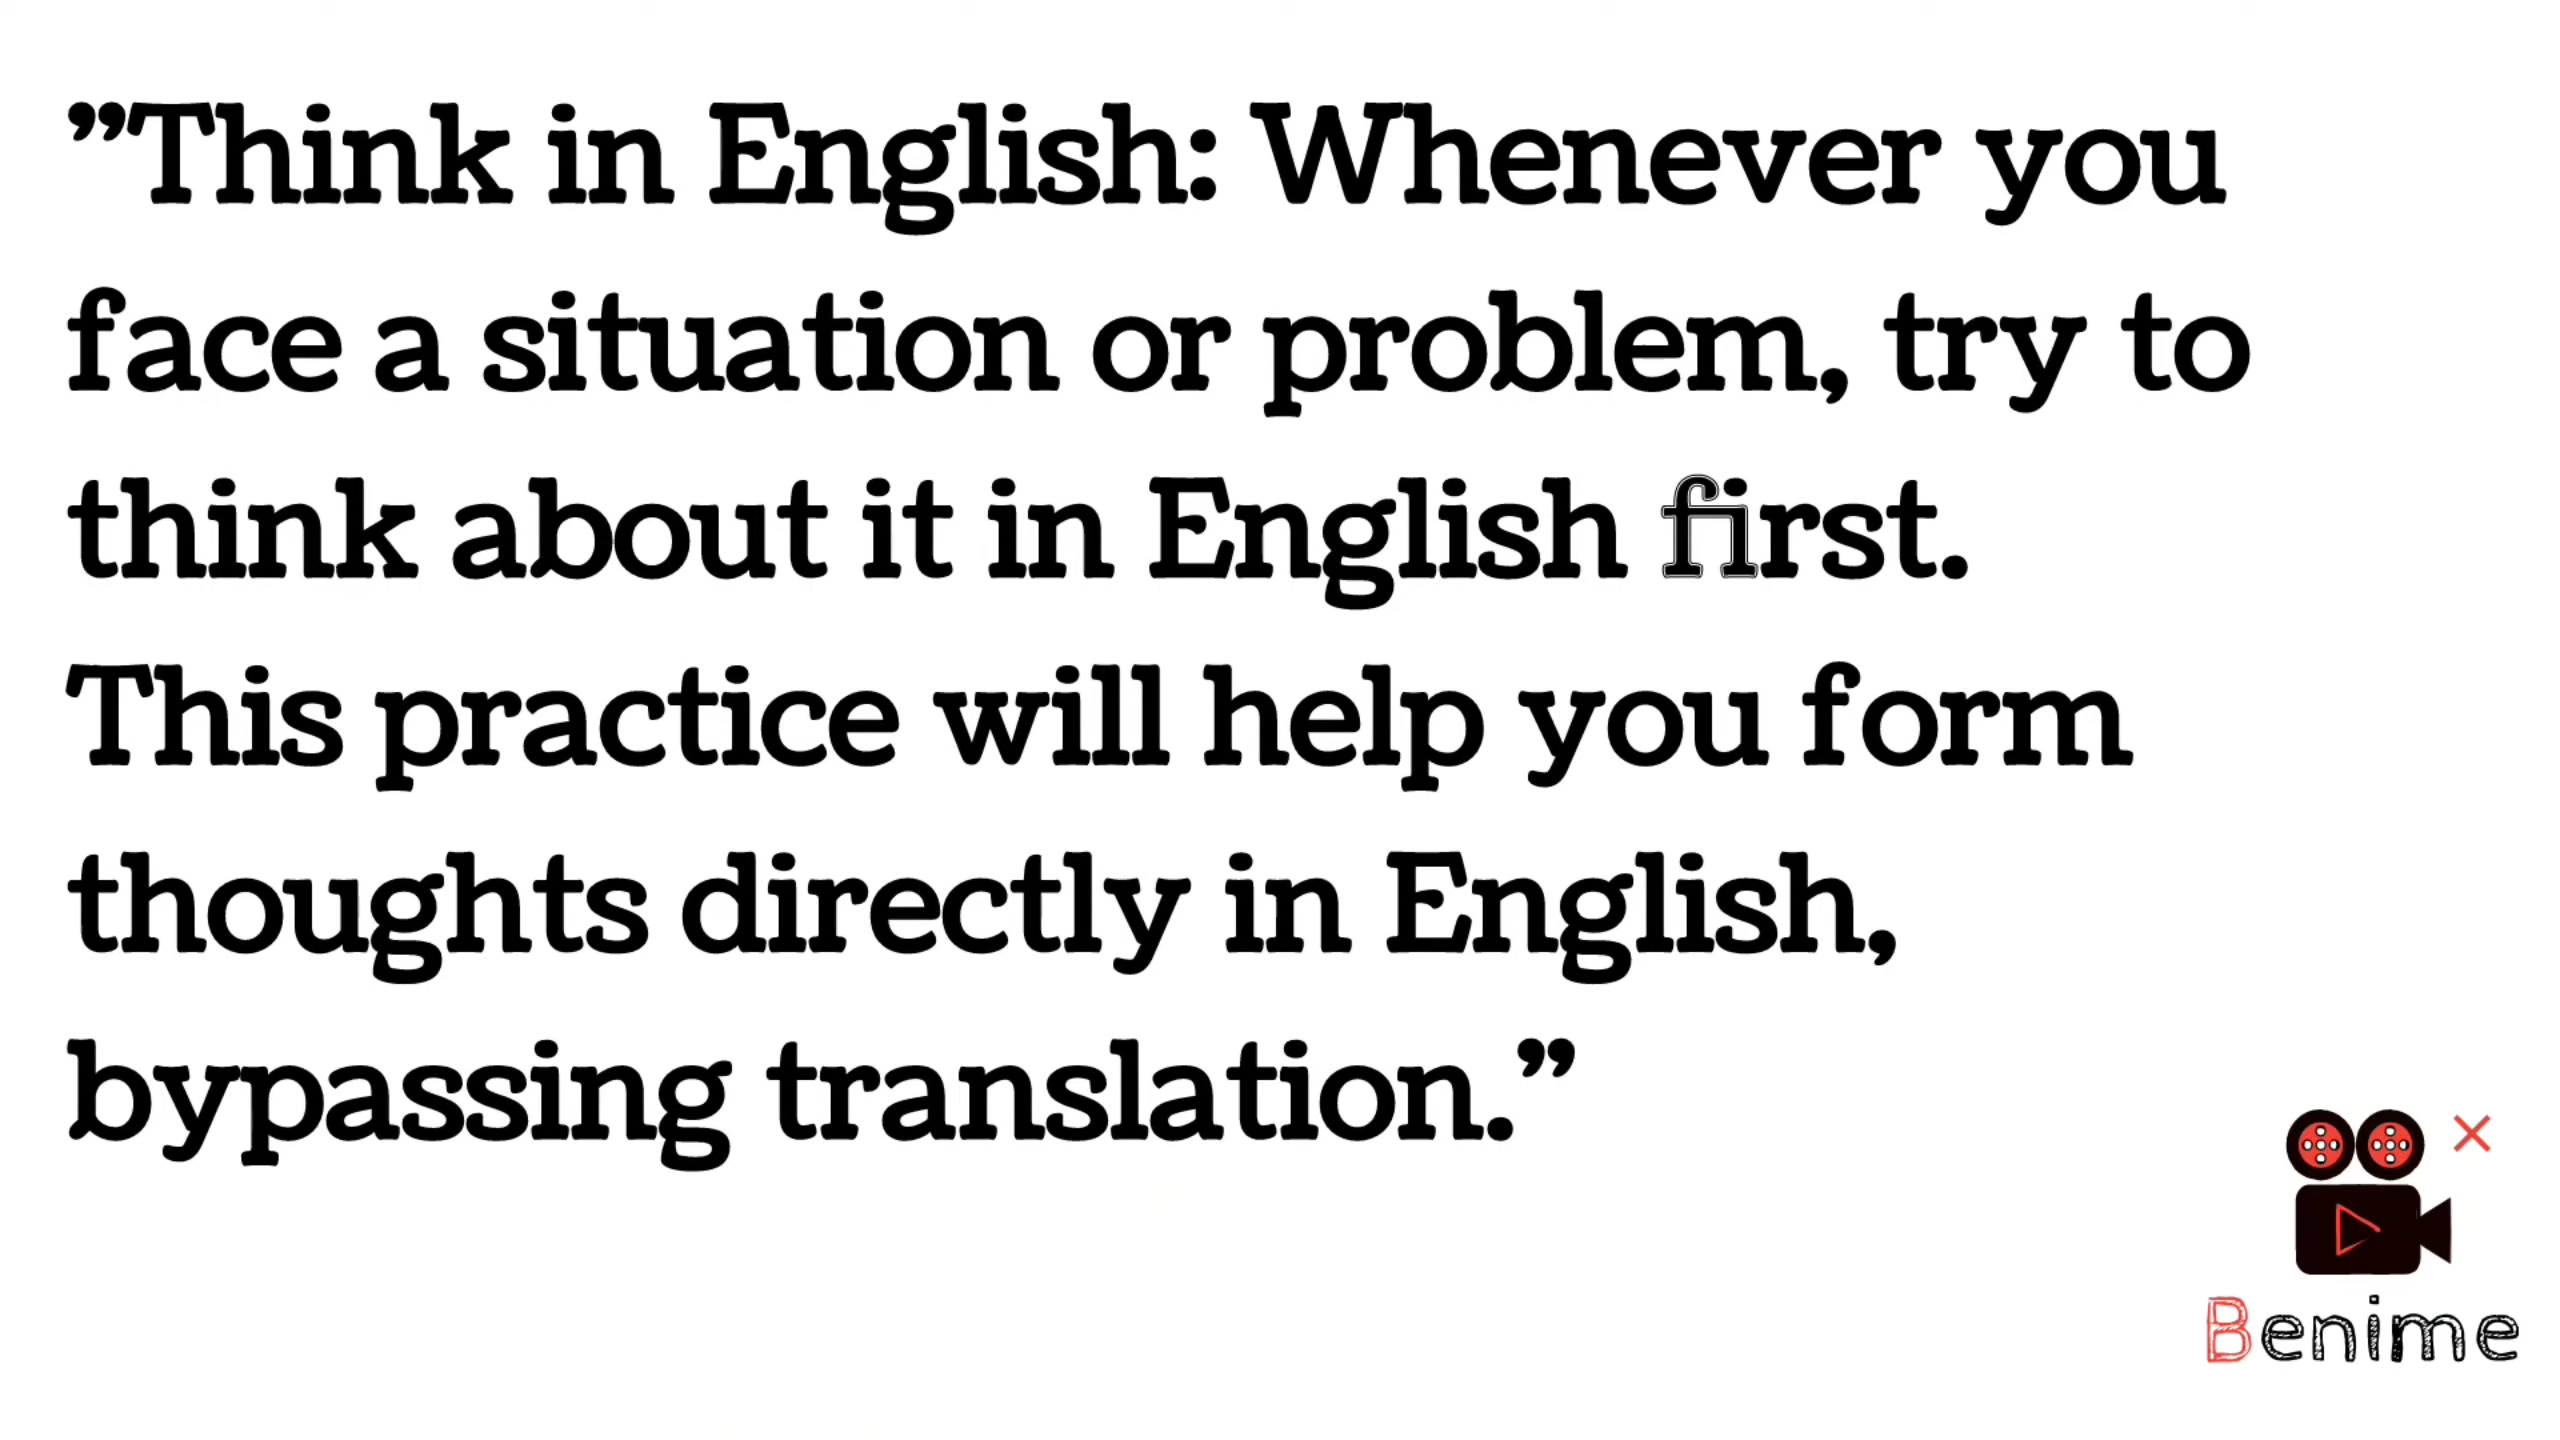 ”Think in English: Whenever you
face a situation or problem, try to
think about it in English first.
This practice will help you form
thoughts directly in English,
bypassing translation.”
Benime